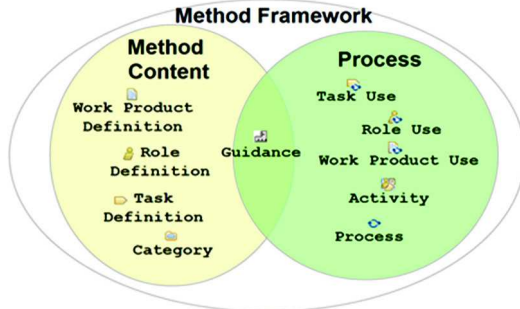 Method Framework
Method
Content
Work Product
Definition
Role
Definition
Task
Definition
Category
Guidance
Process
Task Use
Role Use
Work Product Use
Activity
Process